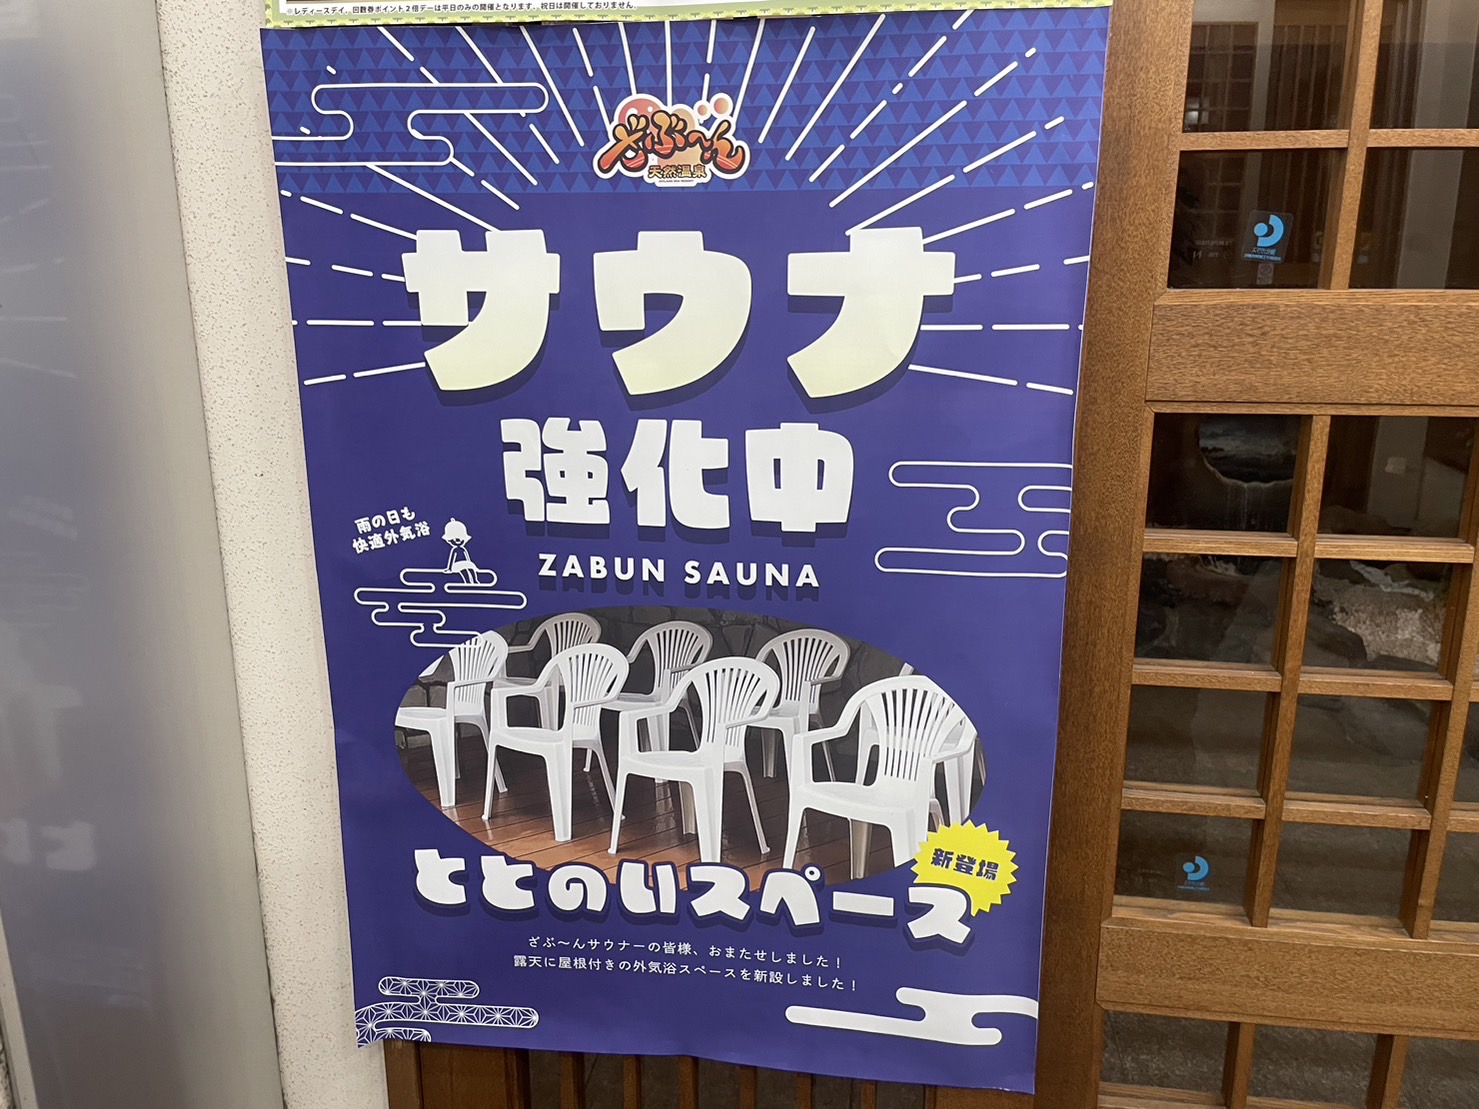 ※レディースデイ、回数券ポイント2倍デーは平日のみの開催となります。祝日は開催しておりません。
ざぶ〜ん
天然温泉
サウナ
強化中
ZABUN SAUNA
雨の日も
快適外気浴
新登場
ととのいスペース
ざぶ〜んサウナーの皆様、おまたせしました！
露天に屋根付きの外気浴スペースを新設しました！